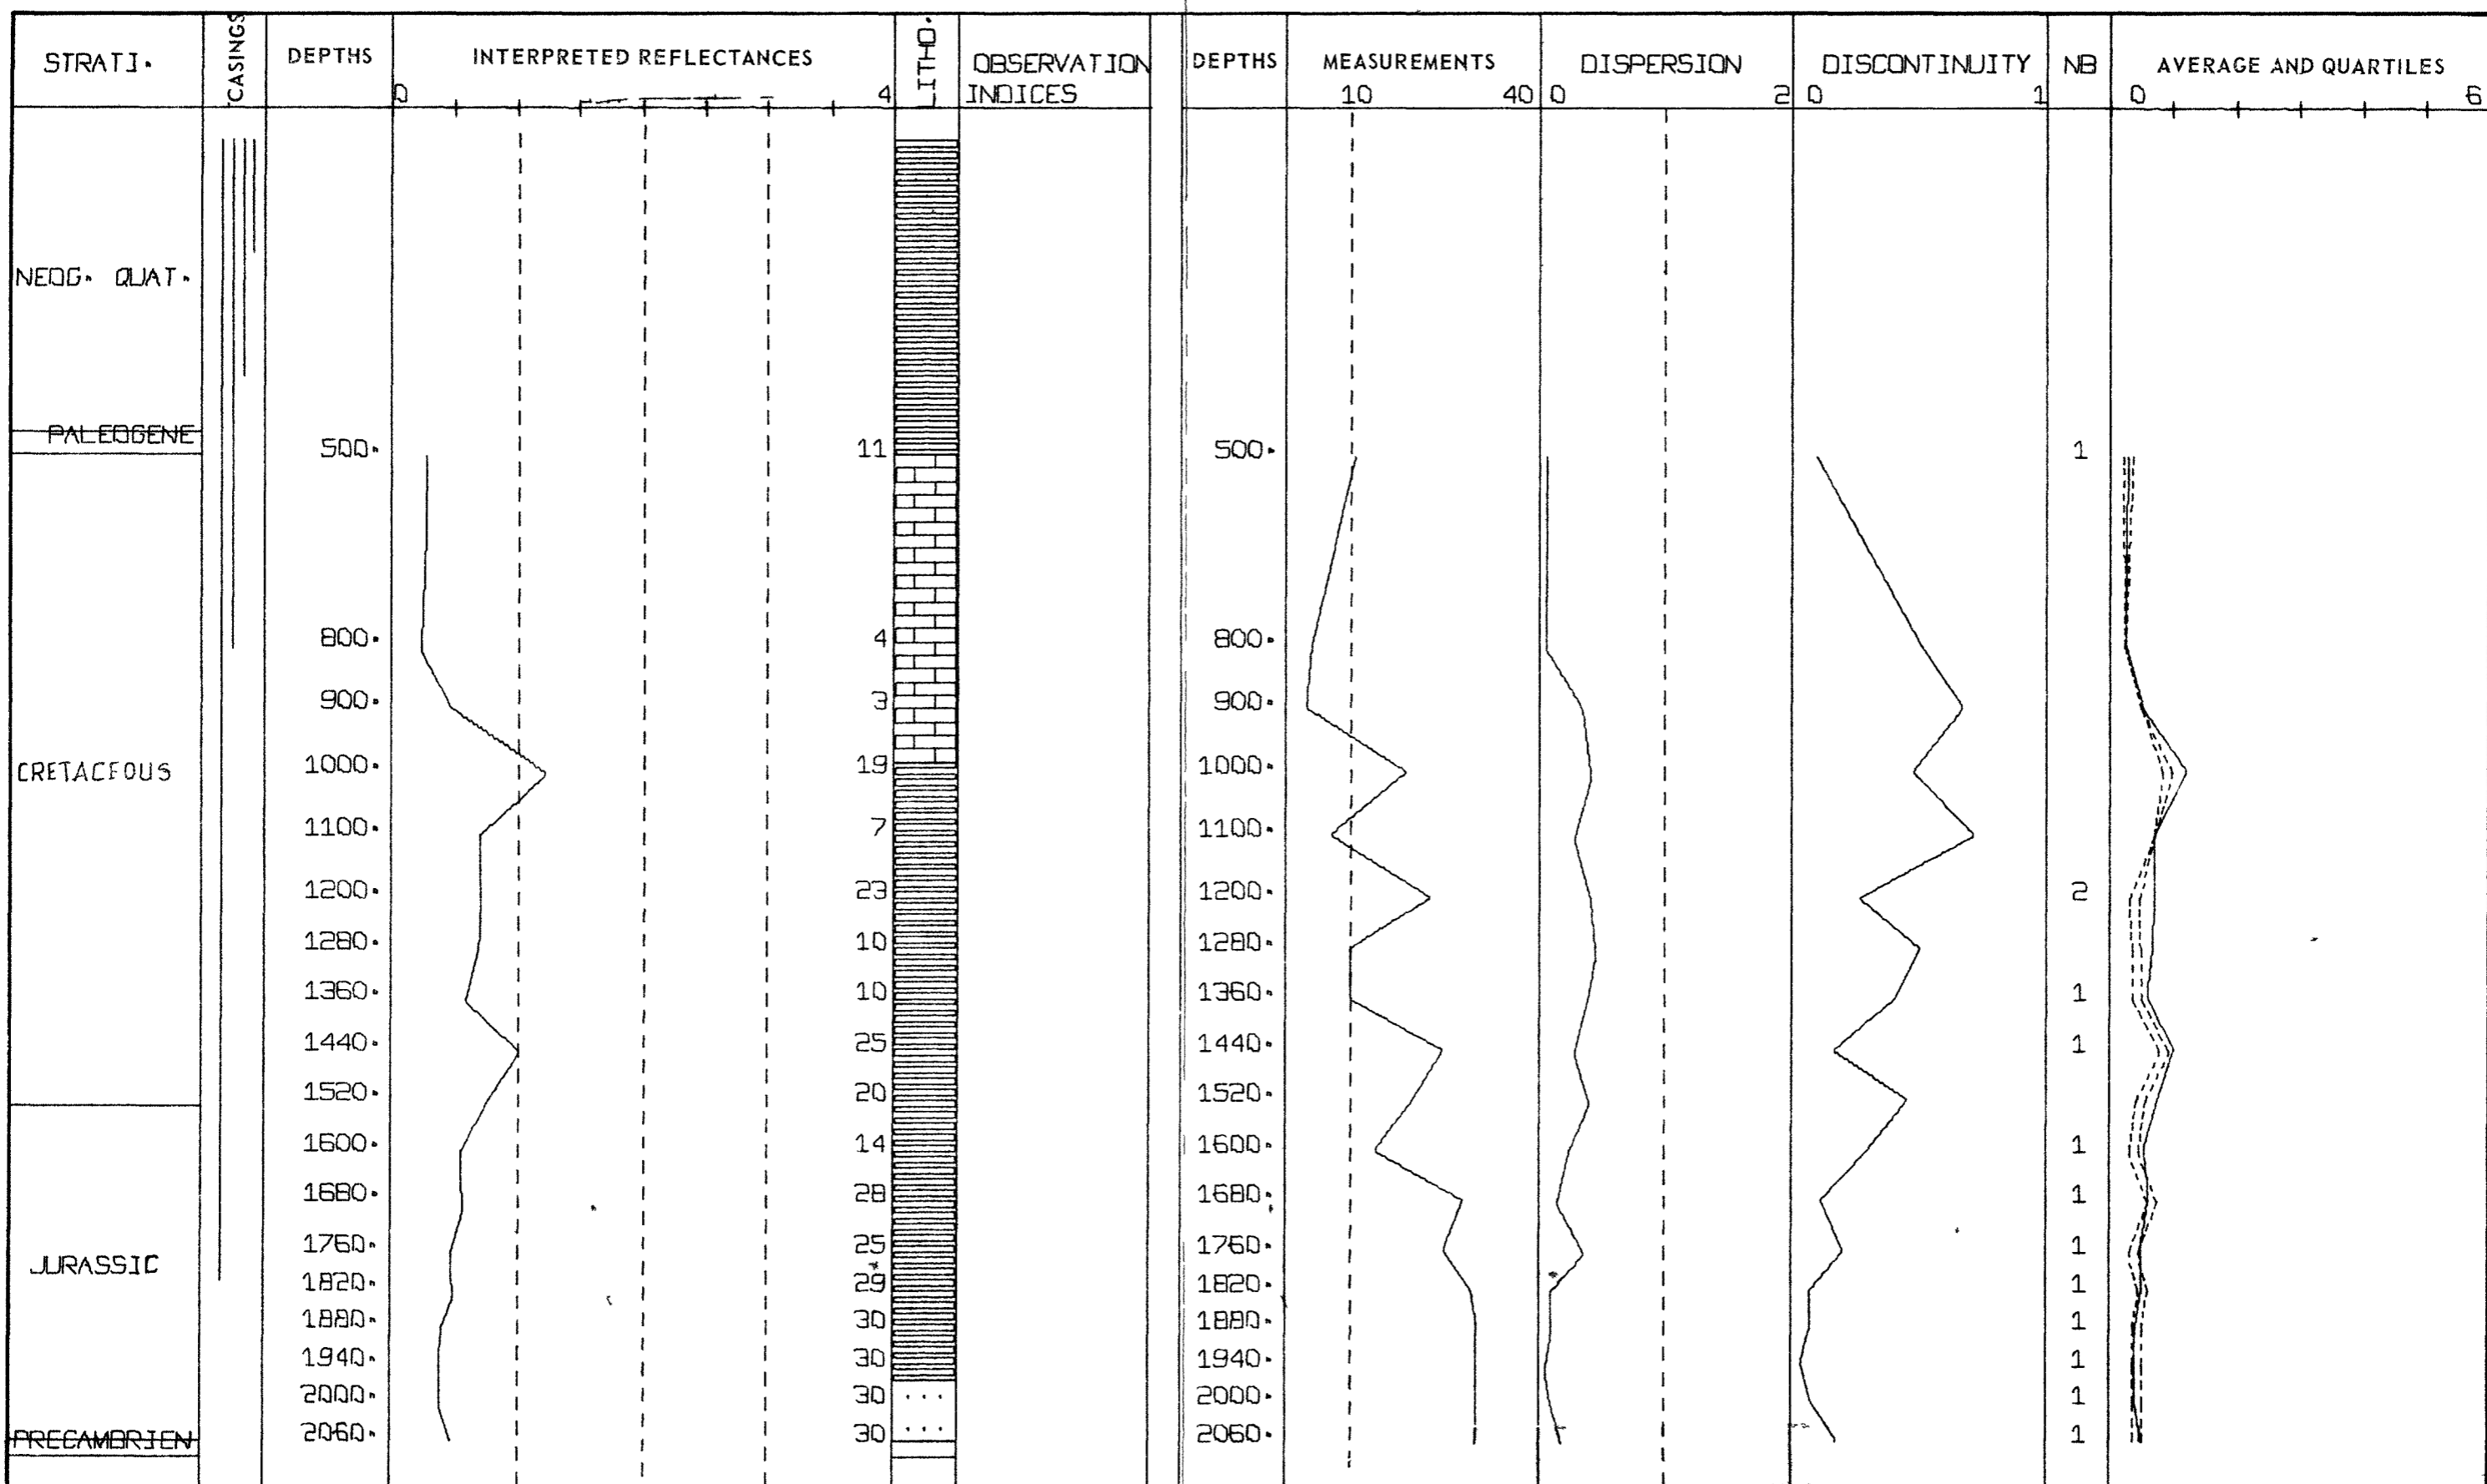 STRATI. CASINGS DEPTHS INTERPRETED REFLECTANCES LITHO. OBSERVATION INDICES DEPTHS MEASUREMENTS DISPERSION DISCONTINUITY NB AVERAGE AND QUARTILES
0 4 10 40 0 2 0 1 0 6
NEOG. QUAT.
PALEOGENE
500. 11 500. 1
800. 4 800.
900. 3 900.
CRETACEOUS 1000. 19 1000.
1100. 7 1100.
1200. 23 1200. 2
1280. 10 1280.
1360. 10 1360. 1
1440. 25 1440. 1
1520. 20 1520.
1600. 14 1600. 1
1680. 28 1680. 1
1760. 25 1760. 1
JURASSIC
1820. 29 1820. 1
1880. 30 1880. 1
1940. 30 1940. 1
2000. 30 2000. 1
PRECAMBRIEN 2060. 30 2060. 1